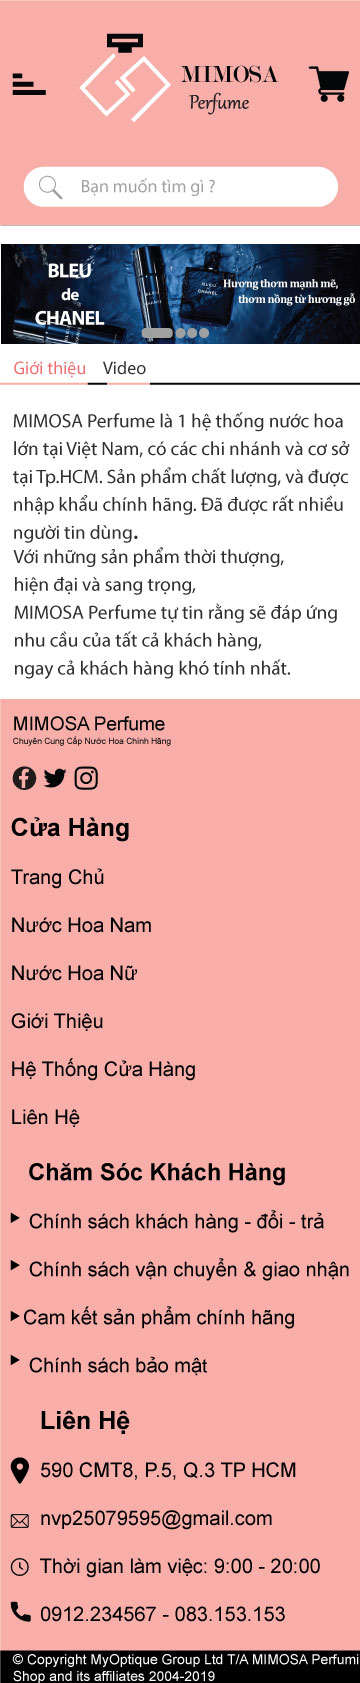 MIMOSA
Perfume
Bạn muốn tìm gì ?
BLEU
de
CHANEL
BLEU
CHANEL
Hương thơm mạnh mẽ,
thơm nồng từ hương gỗ
Giới thiệu Video
MIMOSA Perfume là 1 hệ thống nước hoa
lớn tại Việt Nam, có các chi nhánh và cơ sở
tại Tp.HCM. Sản phẩm chất lượng, và được
nhập khẩu chính hãng. Đã được rất nhiều
người tin dùng.
Với những sản phẩm thời thượng,
hiện đại và sang trọng,
MIMOSA Perfume tự tin rằng sẽ đáp ứng
nhu cầu của tất cả khách hàng,
ngay cả khách hàng khó tính nhất.
MIMOSA Perfume
Chuyên Cung Cấp Nước Hoa Chính Hãng
Cửa Hàng
Trang Chủ
Nước Hoa Nam
Nước Hoa Nữ
Giới Thiệu
Hệ Thống Cửa Hàng
Liên Hệ
Chăm Sóc Khách Hàng
Chính sách khách hàng - đổi - trả
Chính sách vận chuyển & giao nhận
Cam kết sản phẩm chính hãng
Chính sách bảo mật
Liên Hệ
590 CMT8, P.5, Q.3 TP HCM
nvp25079595@gmail.com
Thời gian làm việc: 9:00 - 20:00
0912.234567 - 083.153.153
© Copyright MyOptique Group Ltd T/A MIMOSA Perfumi
Shop and its affiliates 2004-2019